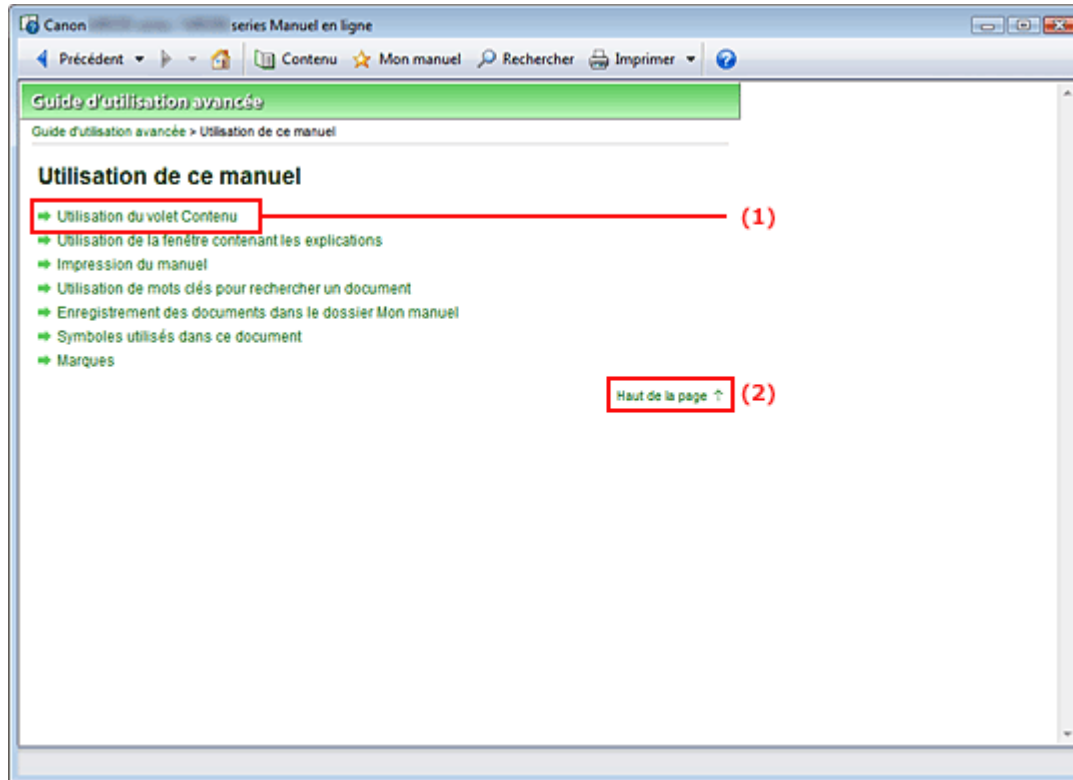 Canon series Manuel en ligne
Précédent Contenu Mon manuel Rechercher Imprimer
Guide d'utilisation avancée
Guide d'utilisation avancée > Utilisation de ce manuel
Utilisation de ce manuel
Utilisation du volet Contenu (1)
Utilisation de la fenêtre contenant les explications
Impression du manuel
Utilisation de mots clés pour rechercher un document
Enregistrement des documents dans le dossier Mon manuel
Symboles utilisés dans ce document
Marques
Haut de la page ↑ (2)